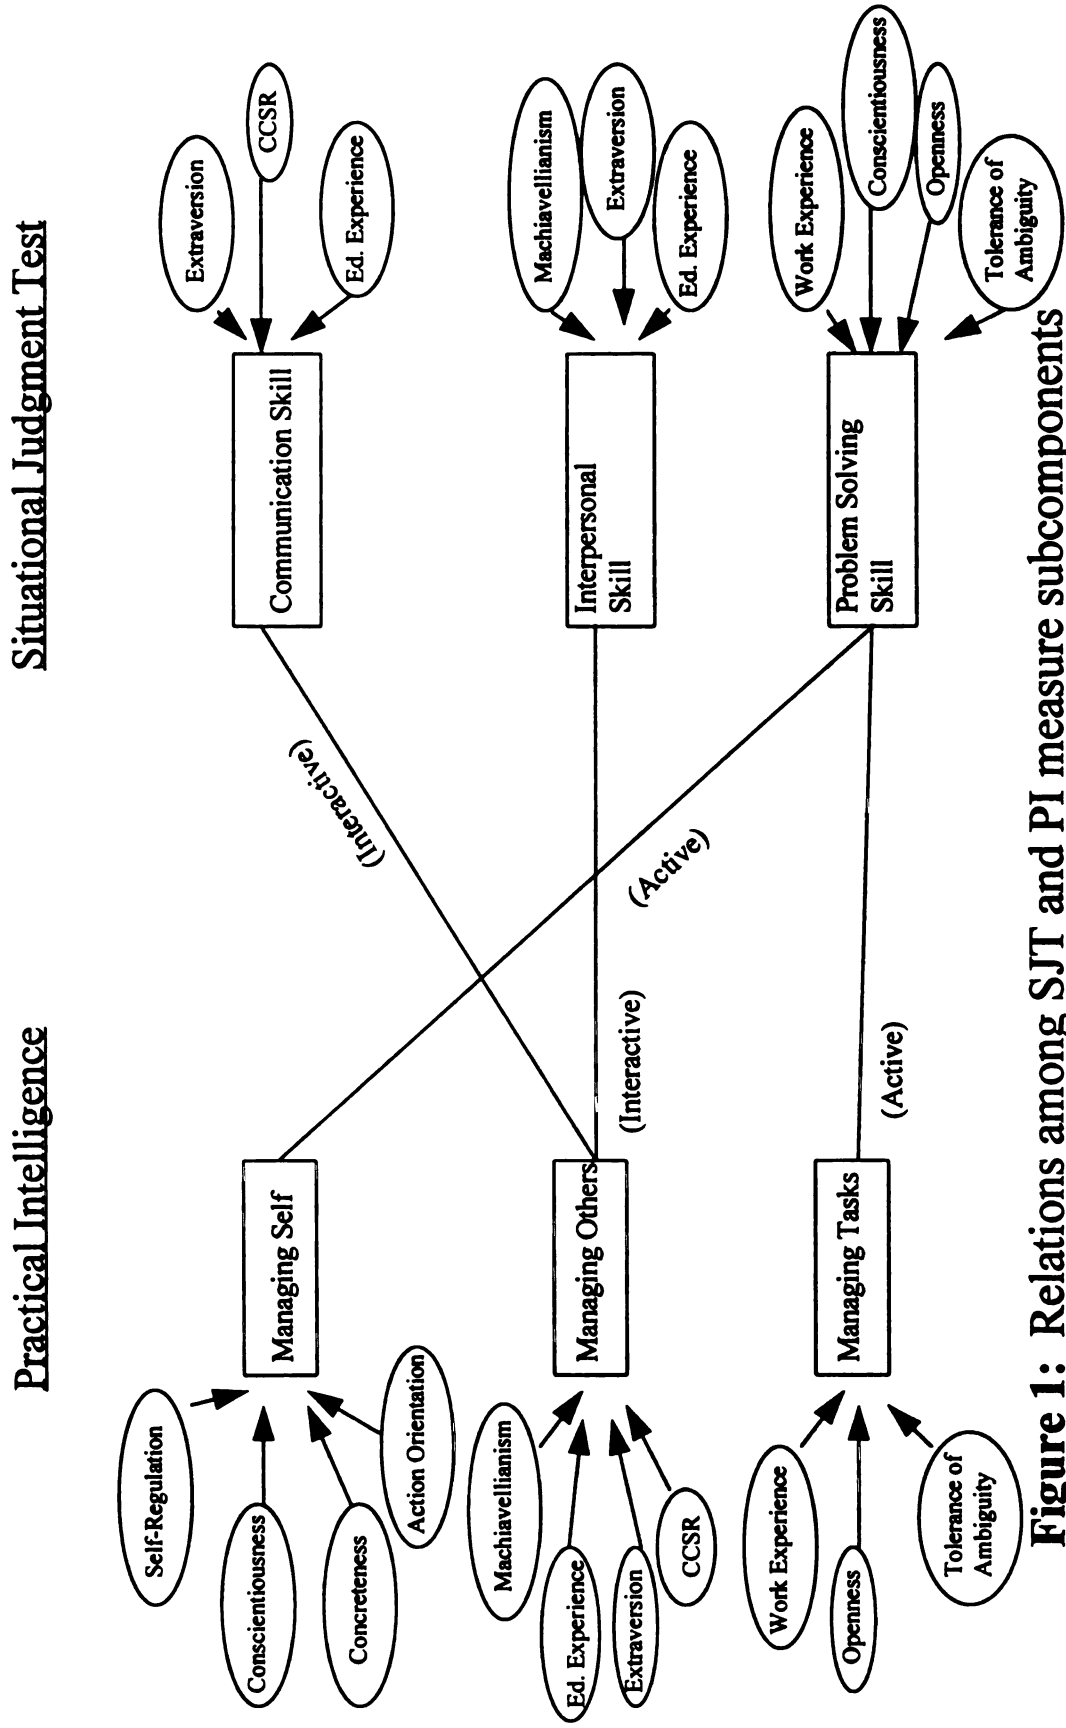 Practical Intelligence
Situational Judgment Test
Self-Regulation
Conscientiousness
Concreteness
Action Orientation
Managing Self
Machiavellianism
Ed. Experience
Extraversion
CCSR
Managing Others
Work Experience
Openness
Tolerance of
Ambiguity
Managing Tasks
(Interactive)
(Active)
(Interactive)
(Active)
Communication Skill
Extraversion
CCSR
Ed. Experience
Interpersonal
Skill
Machiavellianism
Extraversion
Ed. Experience
Problem Solving
Skill
Work Experience
Conscientiousness
Openness
Tolerance of
Ambiguity
Figure 1: Relations among SJT and PI measure subcomponents